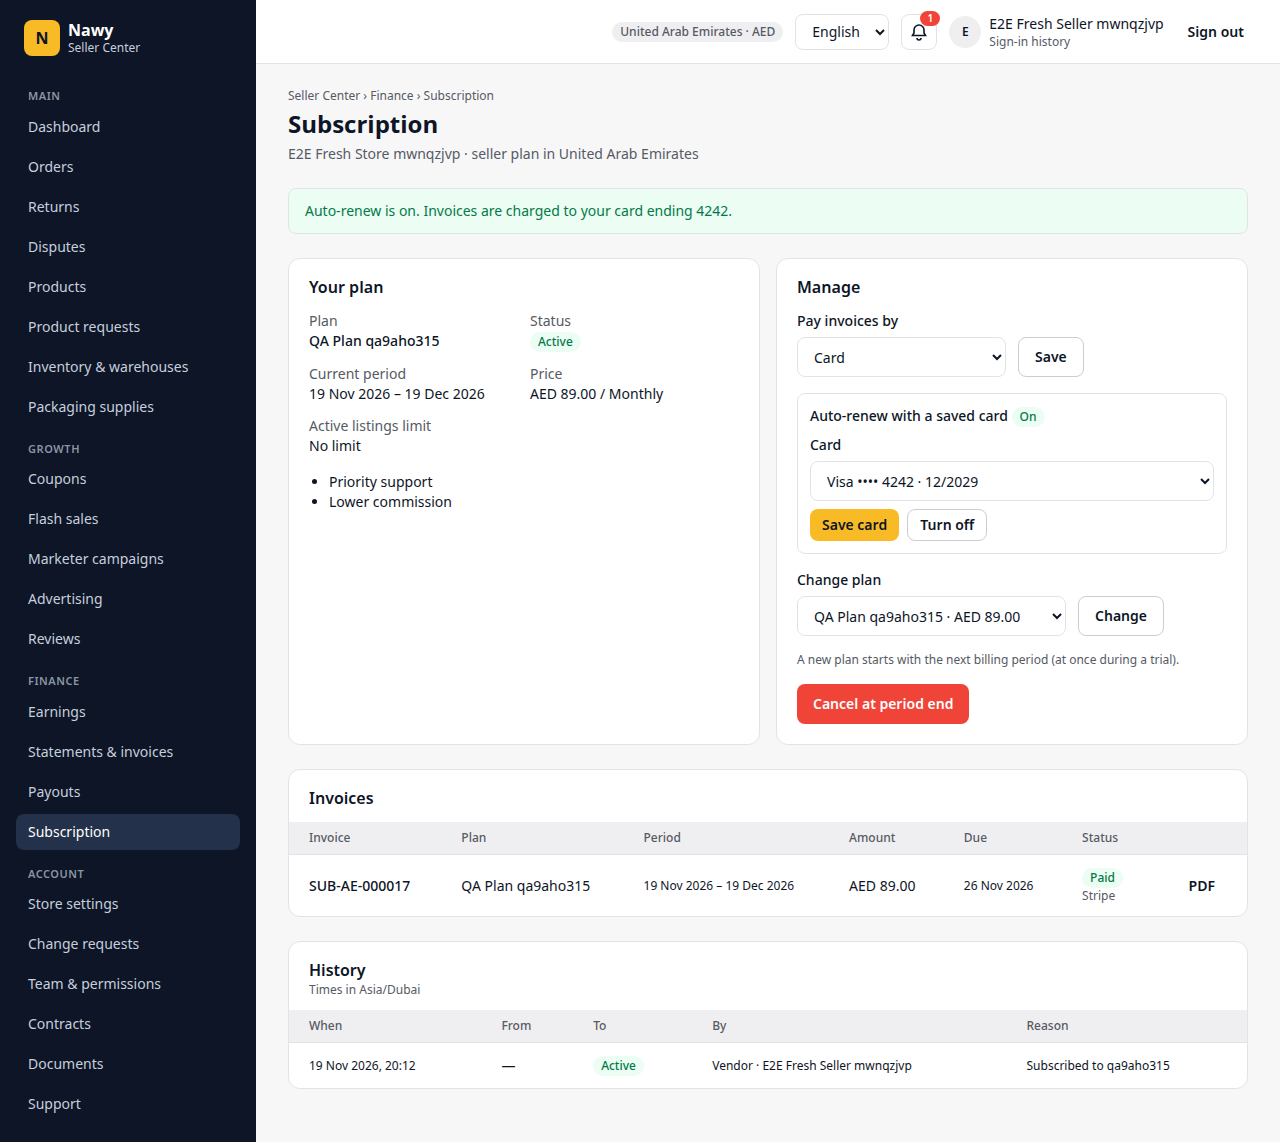 N
Nawy
Seller Center
MAIN
Dashboard
Orders
Returns
Disputes
Products
Product requests
Inventory & warehouses
Packaging supplies
GROWTH
Coupons
Flash sales
Marketer campaigns
Advertising
Reviews
FINANCE
Earnings
Statements & invoices
Payouts
Subscription
ACCOUNT
Store settings
Change requests
Team & permissions
Contracts
Documents
Support
United Arab Emirates · AED
English
1
E
E2E Fresh Seller mwnqzjvp
Sign-in history
Sign out
Seller Center › Finance › Subscription
Subscription
E2E Fresh Store mwnqzjvp · seller plan in United Arab Emirates
Auto-renew is on. Invoices are charged to your card ending 4242.
Your plan
Plan Status
QA Plan qa9aho315 Active
Current period Price
19 Nov 2026 – 19 Dec 2026 AED 89.00 / Monthly
Active listings limit
No limit
• Priority support
• Lower commission
Manage
Pay invoices by
Card Save
Auto-renew with a saved card On
Card
Visa •••• 4242 · 12/2029
Save card Turn off
Change plan
QA Plan qa9aho315 · AED 89.00 Change
A new plan starts with the next billing period (at once during a trial).
Cancel at period end
Invoices
Invoice Plan Period Amount Due Status
SUB-AE-000017 QA Plan qa9aho315 19 Nov 2026 – 19 Dec 2026 AED 89.00 26 Nov 2026 Paid PDF
Stripe
History
Times in Asia/Dubai
When From To By Reason
19 Nov 2026, 20:12 — Active Vendor · E2E Fresh Seller mwnqzjvp Subscribed to qa9aho315